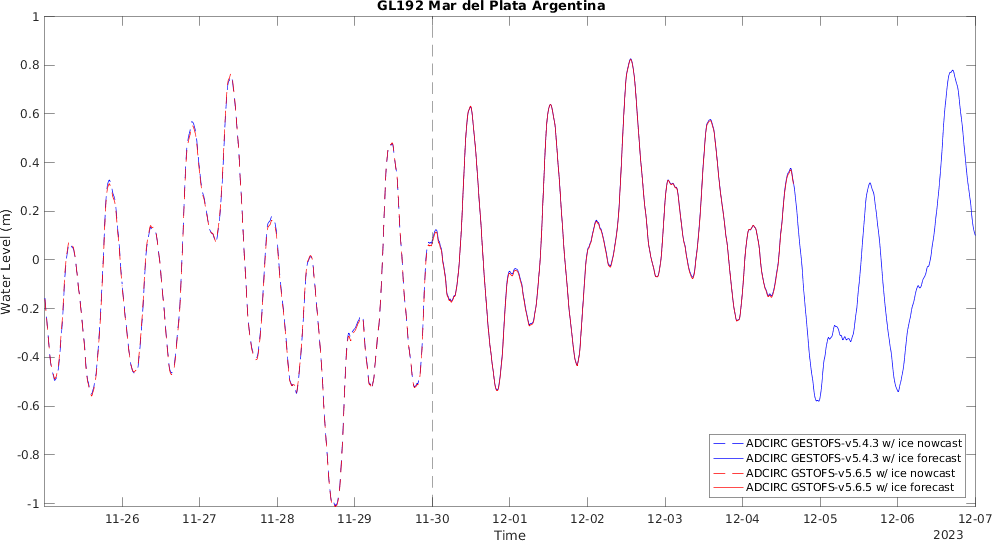 GL192 Mar del Plata Argentina
Water Level (m)
1
0.8
0.6
0.4
0.2
0
-0.2
-0.4
-0.6
-0.8
-1
ADCIRC GESTOFS-v5.4.3 w/ ice nowcast
ADCIRC GESTOFS-v5.4.3 w/ ice forecast
ADCIRC GSTOFS-v5.6.5 w/ ice nowcast
ADCIRC GSTOFS-v5.6.5 w/ ice forecast
11-26 11-27 11-28 11-29 11-30 12-01 12-02 12-03 12-04 12-05 12-06 12-07
Time
2023